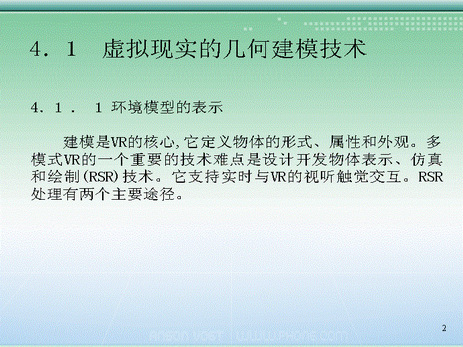 4. 1 虚拟现实的几何建模技术
4. 1 . 1 环境模型的表示
建模是VR的核心,它定义物体的形式、属性和外观。多
模式VR的一个重要的技术难点是设计开发物体表示、仿真
和绘制(RSR)技术。它支持实时与VR的视听触觉交互。RSR
处理有两个主要途径。
2